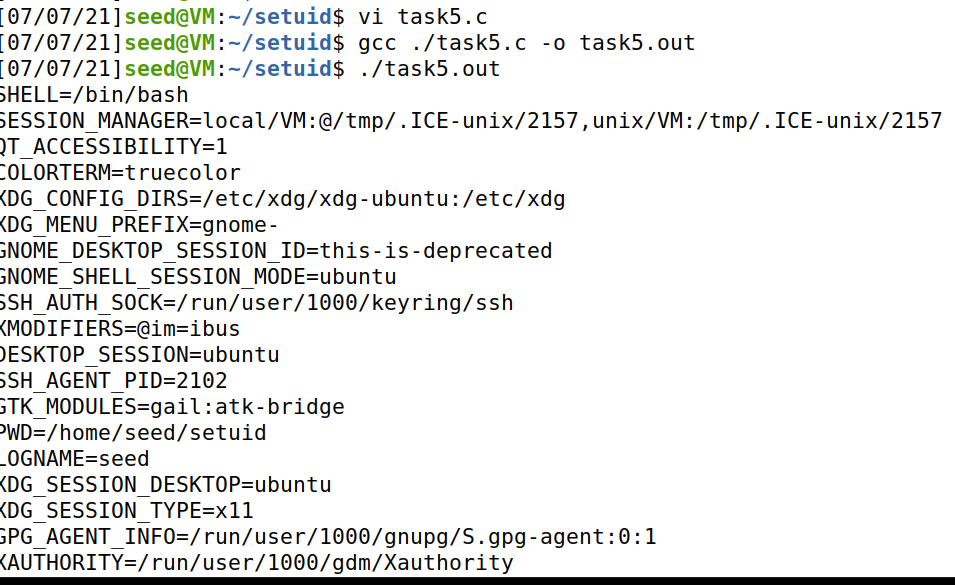 [07/07/21]seed@VM:~/setuid$ vi task5.c
[07/07/21]seed@VM:~/setuid$ gcc ./task5.c -o task5.out
[07/07/21]seed@VM:~/setuid$ ./task5.out
SHELL=/bin/bash
SESSION_MANAGER=local/VM:@/tmp/.ICE-unix/2157,unix/VM:/tmp/.ICE-unix/2157
QT_ACCESSIBILITY=1
COLORTERM=truecolor
XDG_CONFIG_DIRS=/etc/xdg/xdg-ubuntu:/etc/xdg
XDG_MENU_PREFIX=gnome-
GNOME_DESKTOP_SESSION_ID=this-is-deprecated
GNOME_SHELL_SESSION_MODE=ubuntu
SSH_AUTH_SOCK=/run/user/1000/keyring/ssh
XMODIFIERS=@im=ibus
DESKTOP_SESSION=ubuntu
SSH_AGENT_PID=2102
GTK_MODULES=gail:atk-bridge
PWD=/home/seed/setuid
LOGNAME=seed
XDG_SESSION_DESKTOP=ubuntu
XDG_SESSION_TYPE=x11
GPG_AGENT_INFO=/run/user/1000/gnupg/S.gpg-agent:0:1
XAUTHORITY=/run/user/1000/gdm/Xauthority